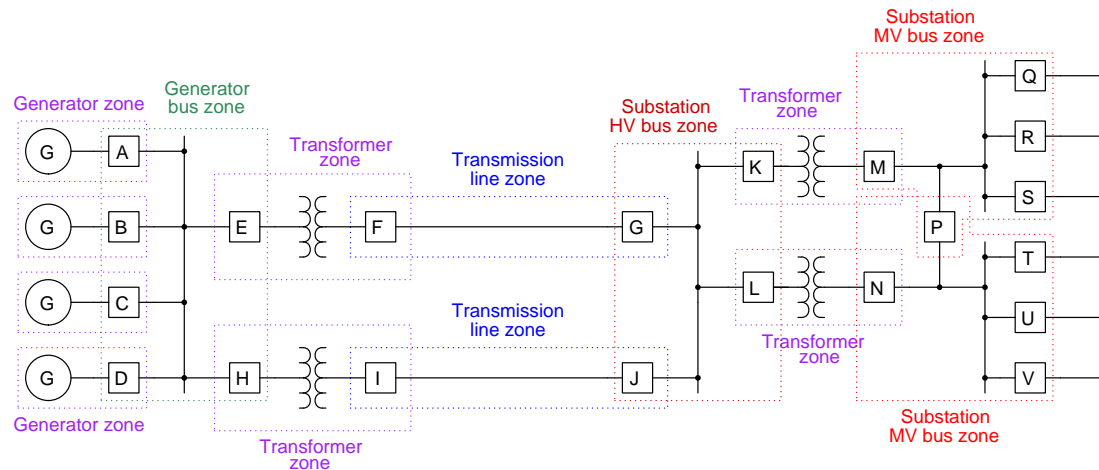 Substation
MV bus zone
Generator
bus zone
Generator zone
Substation
HV bus zone
Transformer
zone
Transformer
zone
Transmission
line zone
Q
G
A
R
K
M
S
G
B
E
F
G
P
T
G
C
L
N
U
Transmission
line zone
Transformer
zone
G
D
H
I
J
V
Generator zone
Transformer
zone
Substation
MV bus zone